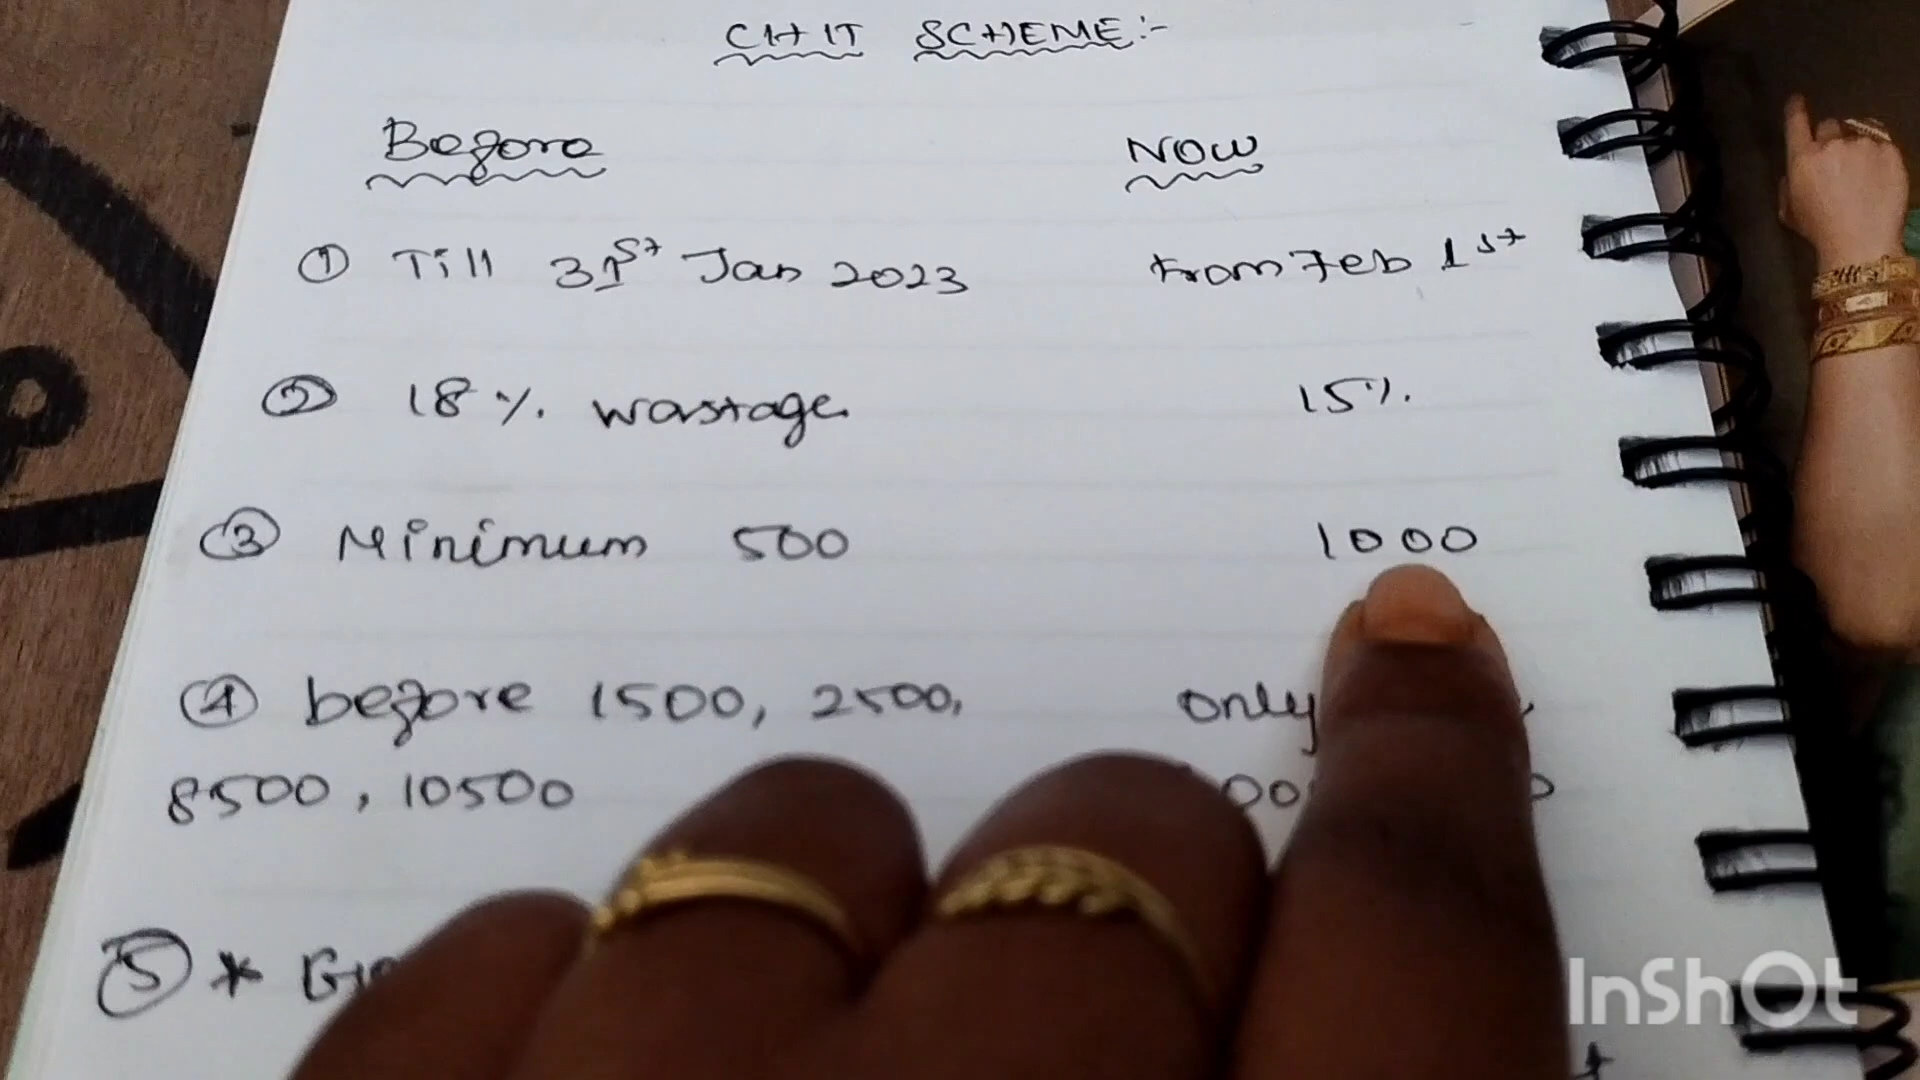 CHIT SCHEME:-
Before NOW
① Till 31st Jan 2023 from Feb 1st
② 18 %. wastage 15%.
③ Minimum 500 1000
④ before 1500, 2500, only
8500, 10500
⑤ *
InShOt